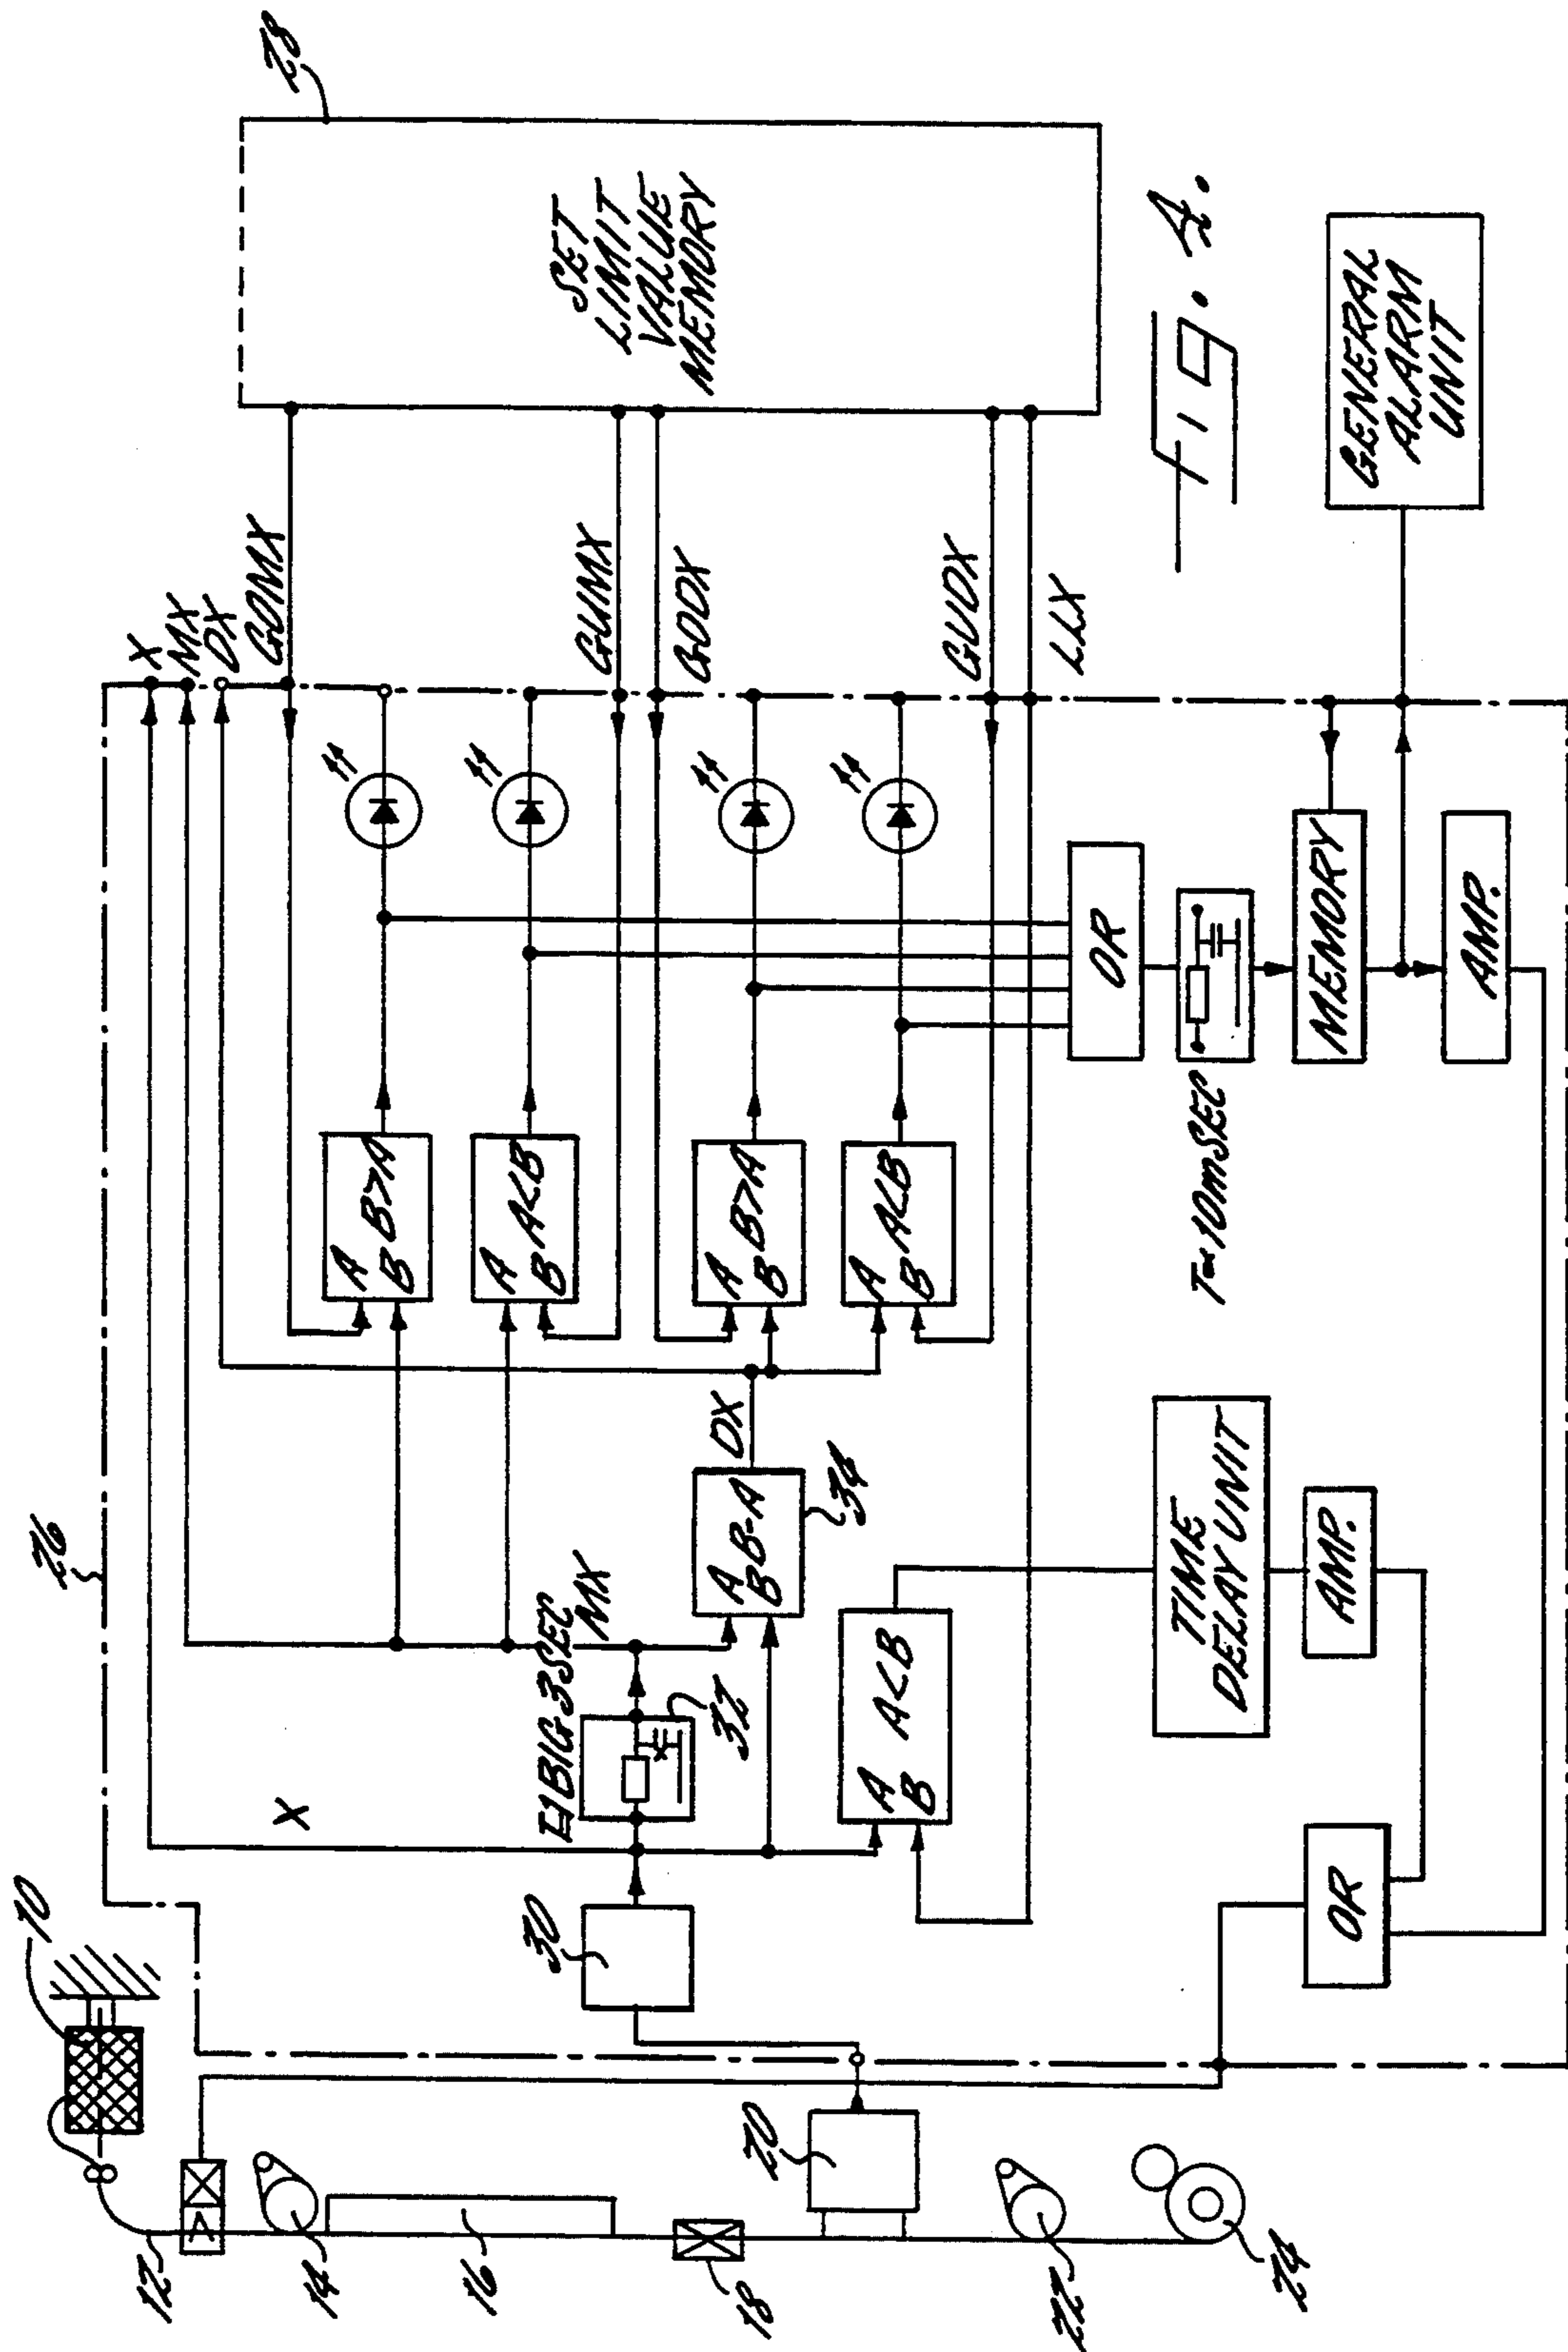 10
12
14
16
18
20
22
24
26
28
30
X
MX
32
A
B
B-A
34
DX
A
B
A<B
A
B
B>A
A
B
A<B
A
B
B>A
A
B
A<B
X
MX
DX
GOMX
GUMX
GODX
GUDX
LLX
SET
LIMIT
VALUE
MEMORY
OR
T=10mSEC
MEMORY
AMP.
GENERAL
ALARM
UNIT
TIME
DELAY UNIT
AMP.
OR
Fig. 4.